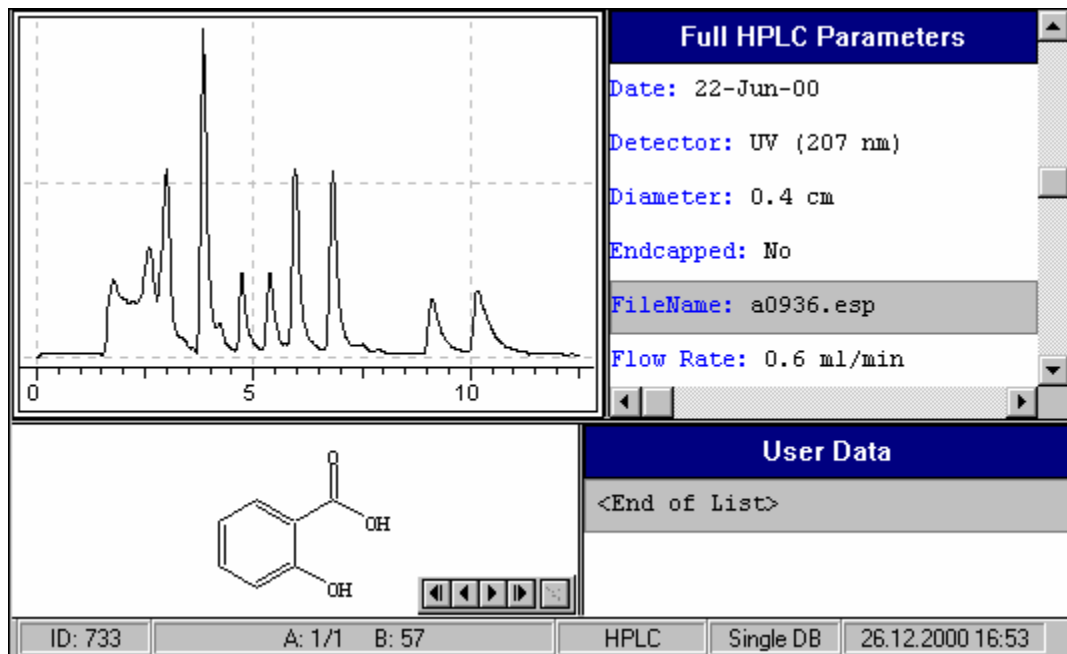 Full HPLC Parameters
Date: 22-Jun-00
Detector: UV (207 nm)
Diameter: 0.4 cm
Endcapped: No
FileName: a0936.esp
Flow Rate: 0.6 ml/min
0 5 10
O
OH
OH
User Data
<End of List>
ID: 733 A: 1/1 B: 57 HPLC Single DB 26.12.2000 16:53